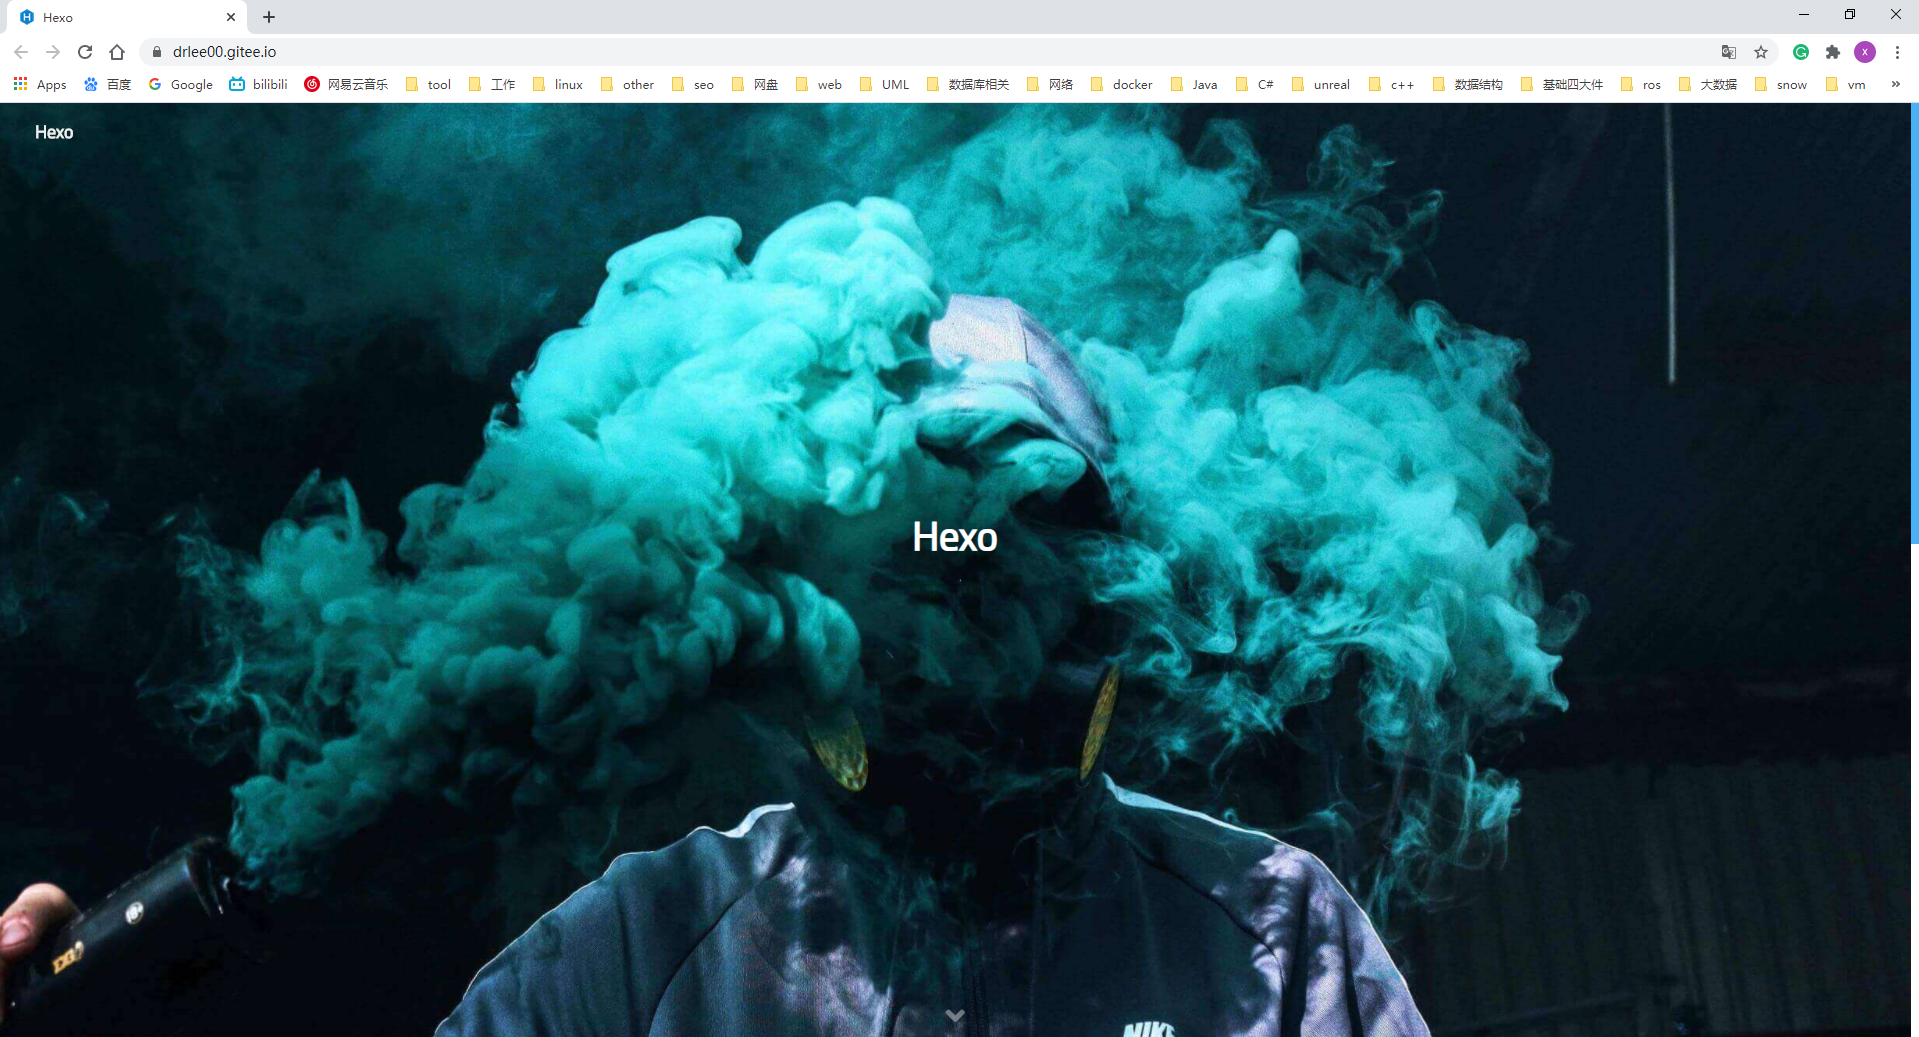 Hexo
drlee00.gitee.io
x
Apps 百度 Google bilibili 网易云音乐 tool 工作 linux other seo 网盘 web UML 数据库相关 网络 docker Java C# unreal c++ 数据结构 基础四大件 ros 大数据 snow vm »
Hexo
Hexo
NIKE